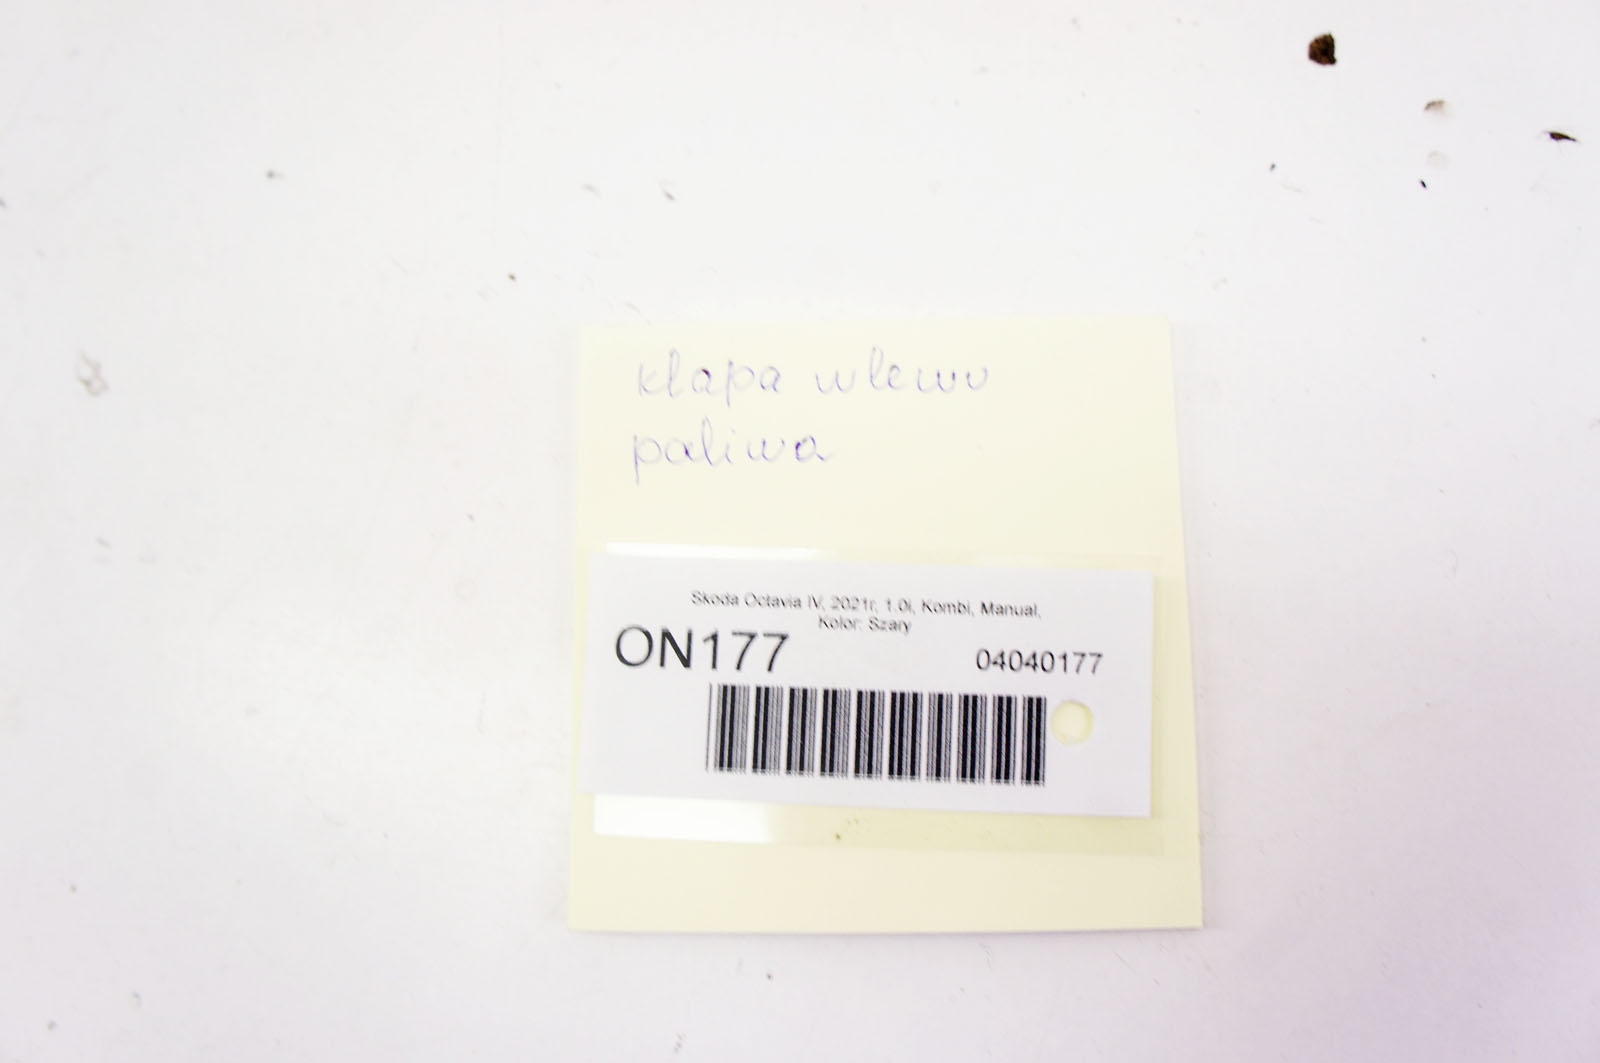 klapa wlewu
paliwa
Skoda Octavia IV, 2021r, 1.0i, Kombi, Manual,
Kolor: Szary
ON177
04040177